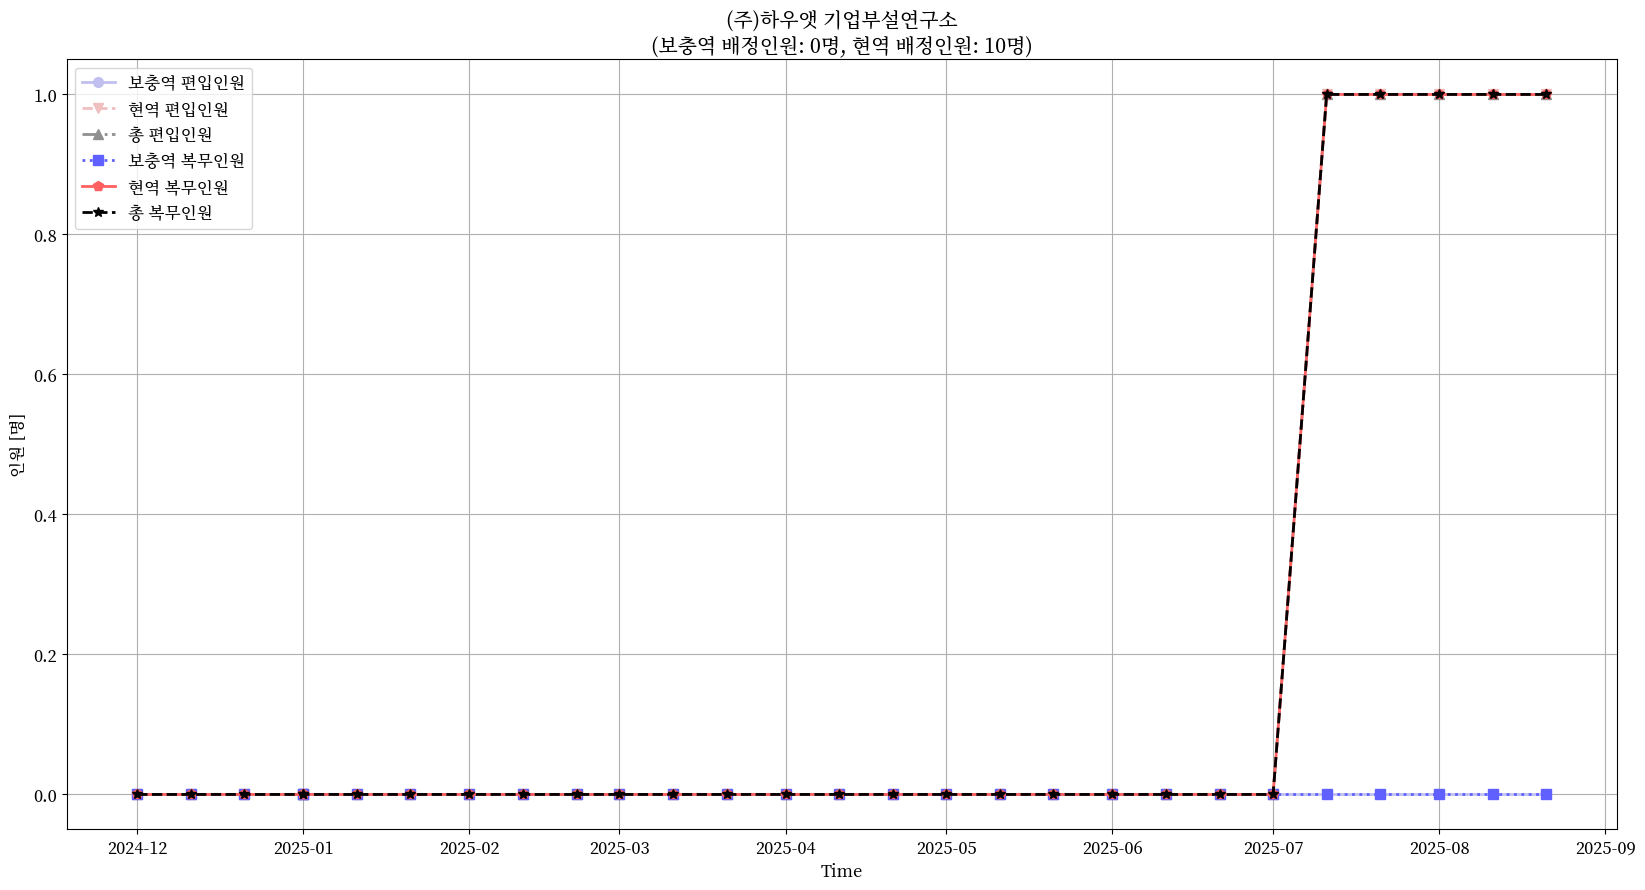 (주)하우앳 기업부설연구소
(보충역 배정인원: 0명, 현역 배정인원: 10명)
보충역 편입인원
현역 편입인원
총 편입인원
보충역 복무인원
현역 복무인원
총 복무인원
1.0
0.8
0.6
0.4
0.2
0.0
인원 [명]
2024-12
2025-01
2025-02
2025-03
2025-04
2025-05
2025-06
2025-07
2025-08
2025-09
Time